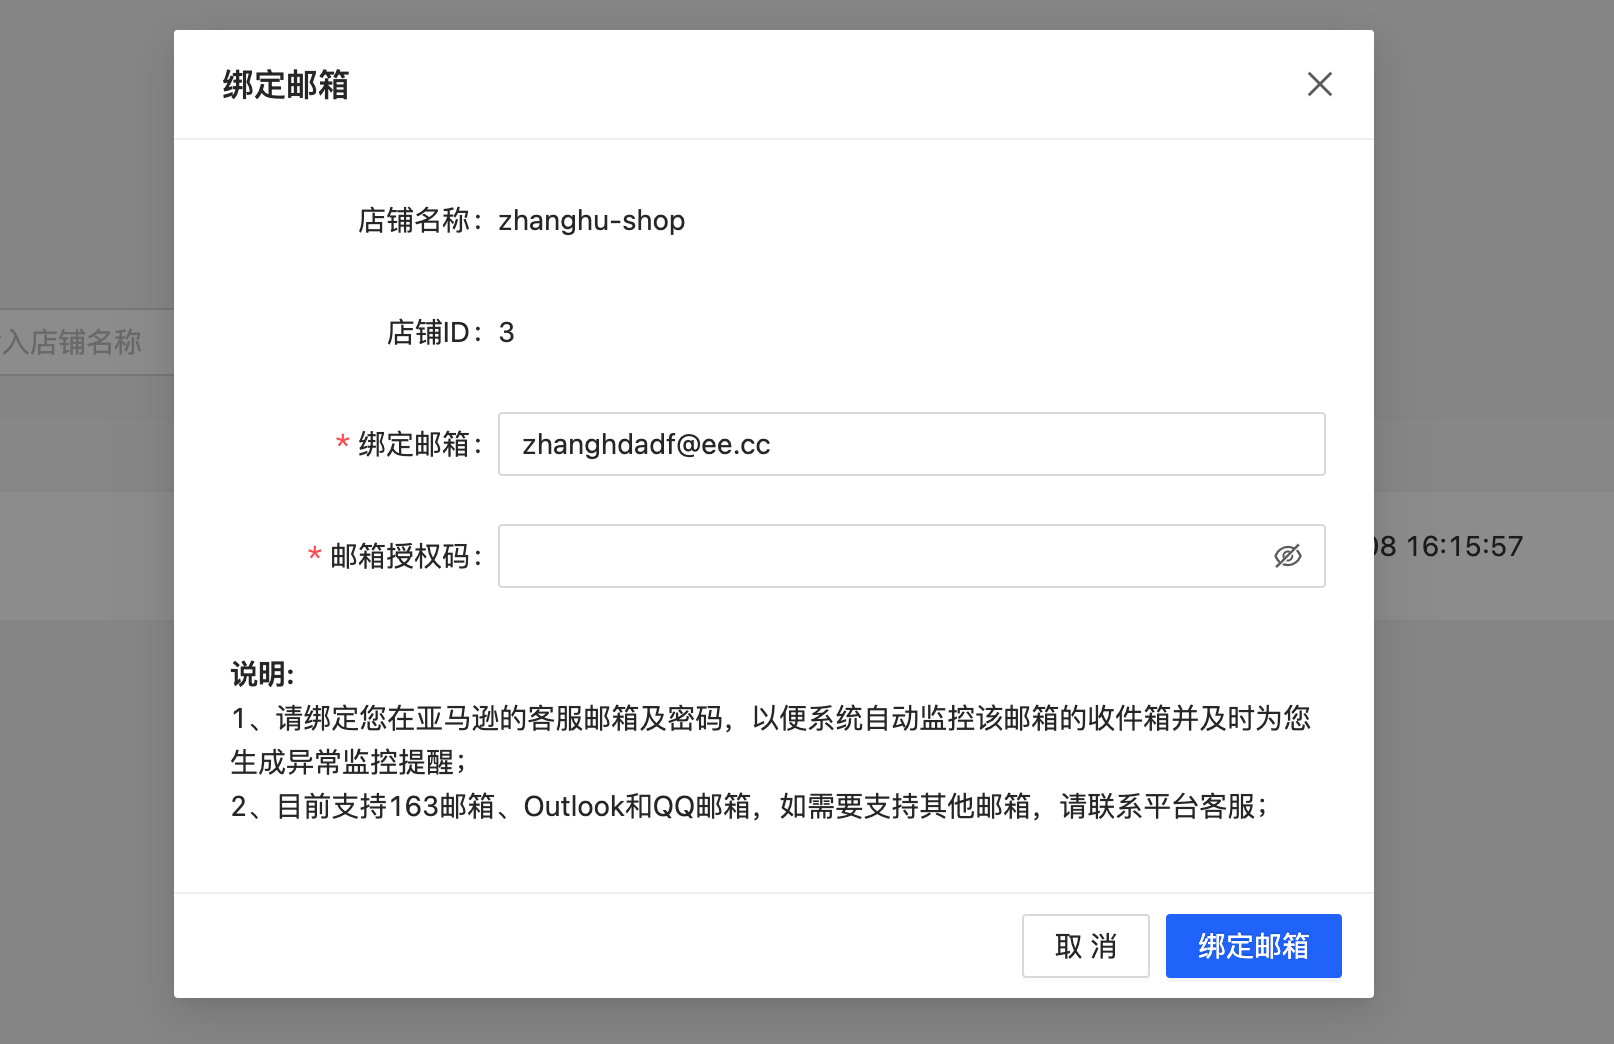 绑定邮箱
店铺名称： zhanghu-shop
店铺ID： 3
入店铺名称
* 绑定邮箱： zhanghdadf@ee.cc
* 邮箱授权码：
08 16:15:57
说明:
1、请绑定您在亚马逊的客服邮箱及密码，以便系统自动监控该邮箱的收件箱并及时为您
生成异常监控提醒；
2、目前支持163邮箱、Outlook和QQ邮箱，如需要支持其他邮箱，请联系平台客服；
取 消
绑定邮箱